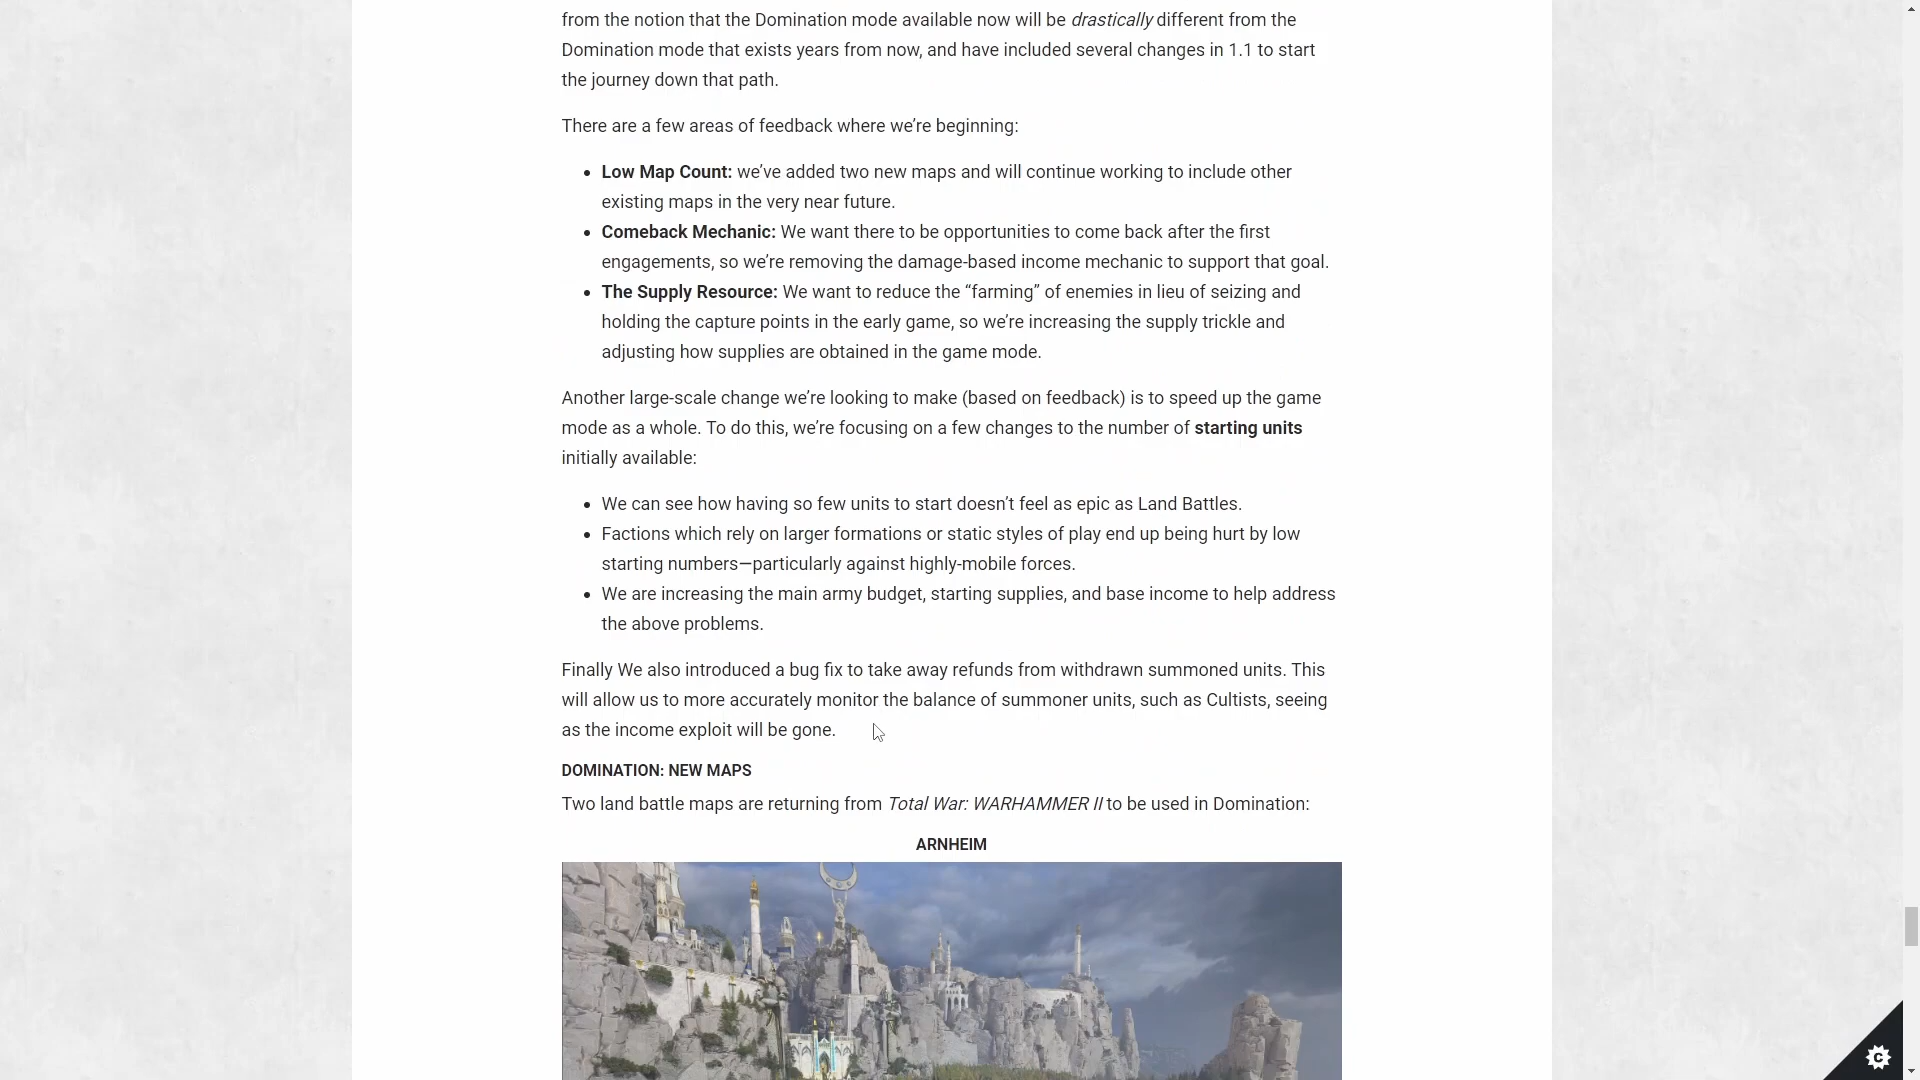 from the notion that the Domination mode available now will be drastically different from the
Domination mode that exists years from now, and have included several changes in 1.1 to start
the journey down that path.
There are a few areas of feedback where we’re beginning:
• Low Map Count: we’ve added two new maps and will continue working to include other
existing maps in the very near future.
• Comeback Mechanic: We want there to be opportunities to come back after the first
engagements, so we’re removing the damage-based income mechanic to support that goal.
• The Supply Resource: We want to reduce the “farming” of enemies in lieu of seizing and
holding the capture points in the early game, so we’re increasing the supply trickle and
adjusting how supplies are obtained in the game mode.
Another large-scale change we’re looking to make (based on feedback) is to speed up the game
mode as a whole. To do this, we’re focusing on a few changes to the number of starting units
initially available:
• We can see how having so few units to start doesn’t feel as epic as Land Battles.
• Factions which rely on larger formations or static styles of play end up being hurt by low
starting numbers—particularly against highly-mobile forces.
• We are increasing the main army budget, starting supplies, and base income to help address
the above problems.
Finally We also introduced a bug fix to take away refunds from withdrawn summoned units. This
will allow us to more accurately monitor the balance of summoner units, such as Cultists, seeing
as the income exploit will be gone.
DOMINATION: NEW MAPS
Two land battle maps are returning from Total War: WARHAMMER II to be used in Domination:
ARNHEIM